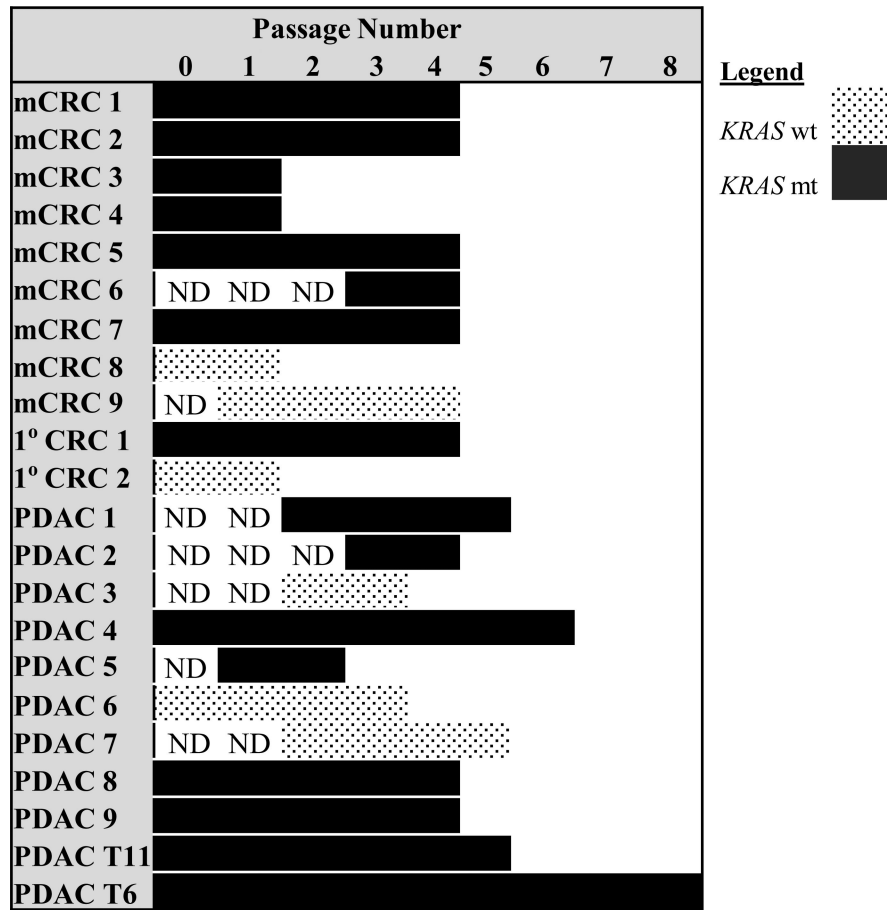 Passage Number
0 1 2 3 4 5 6 7 8
Legend
KRAS wt
KRAS mt
mCRC 1
mCRC 2
mCRC 3
mCRC 4
mCRC 5
mCRC 6 ND ND ND
mCRC 7
mCRC 8
mCRC 9 ND
1º CRC 1
1º CRC 2
PDAC 1 ND ND
PDAC 2 ND ND ND
PDAC 3 ND ND
PDAC 4
PDAC 5 ND
PDAC 6
PDAC 7 ND ND
PDAC 8
PDAC 9
PDAC T11
PDAC T6